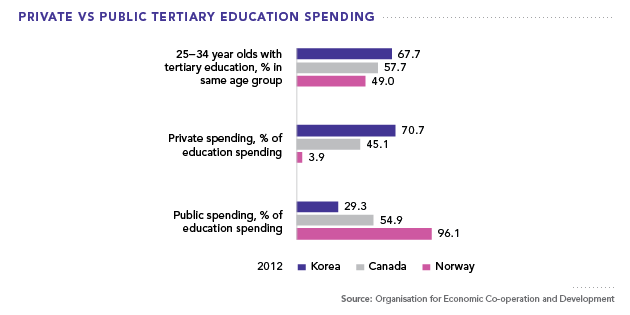 PRIVATE VS PUBLIC TERTIARY EDUCATION SPENDING
25–34 year olds with
tertiary education, % in
same age group
67.7
57.7
49.0
Private spending, % of
education spending
70.7
45.1
3.9
Public spending, % of
education spending
29.3
54.9
96.1
2012 Korea Canada Norway
Source: Organisation for Economic Co-operation and Development